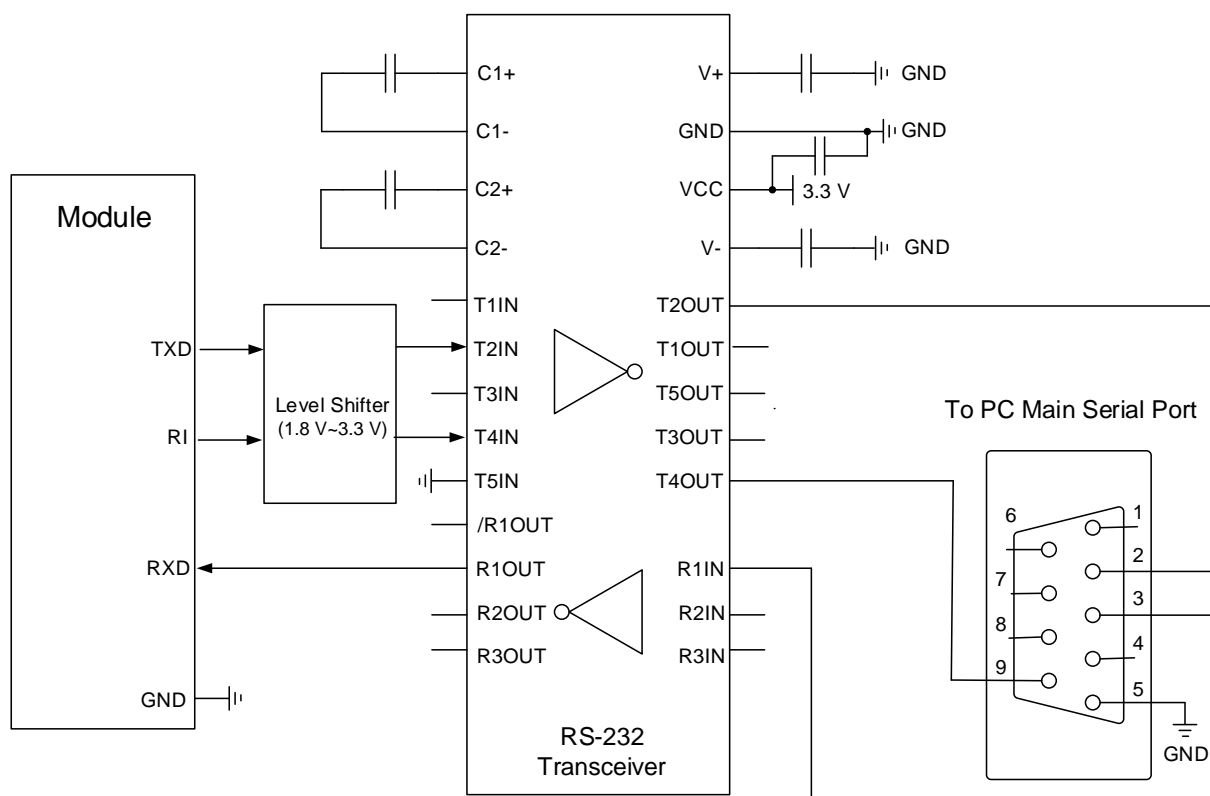 Module
TXD
RI
RXD
GND
Level Shifter
(1.8 V~3.3 V)
C1+
C1-
C2+
C2-
T1IN
T2IN
T3IN
T4IN
T5IN
/R1OUT
R1OUT
R2OUT
R3OUT
V+
GND
VCC
V-
T2OUT
T1OUT
T5OUT
T3OUT
T4OUT
R1IN
R2IN
R3IN
RS-232
Transceiver
GND
GND
3.3 V
GND
To PC Main Serial Port
6
7
8
9
1
2
3
4
5
GND